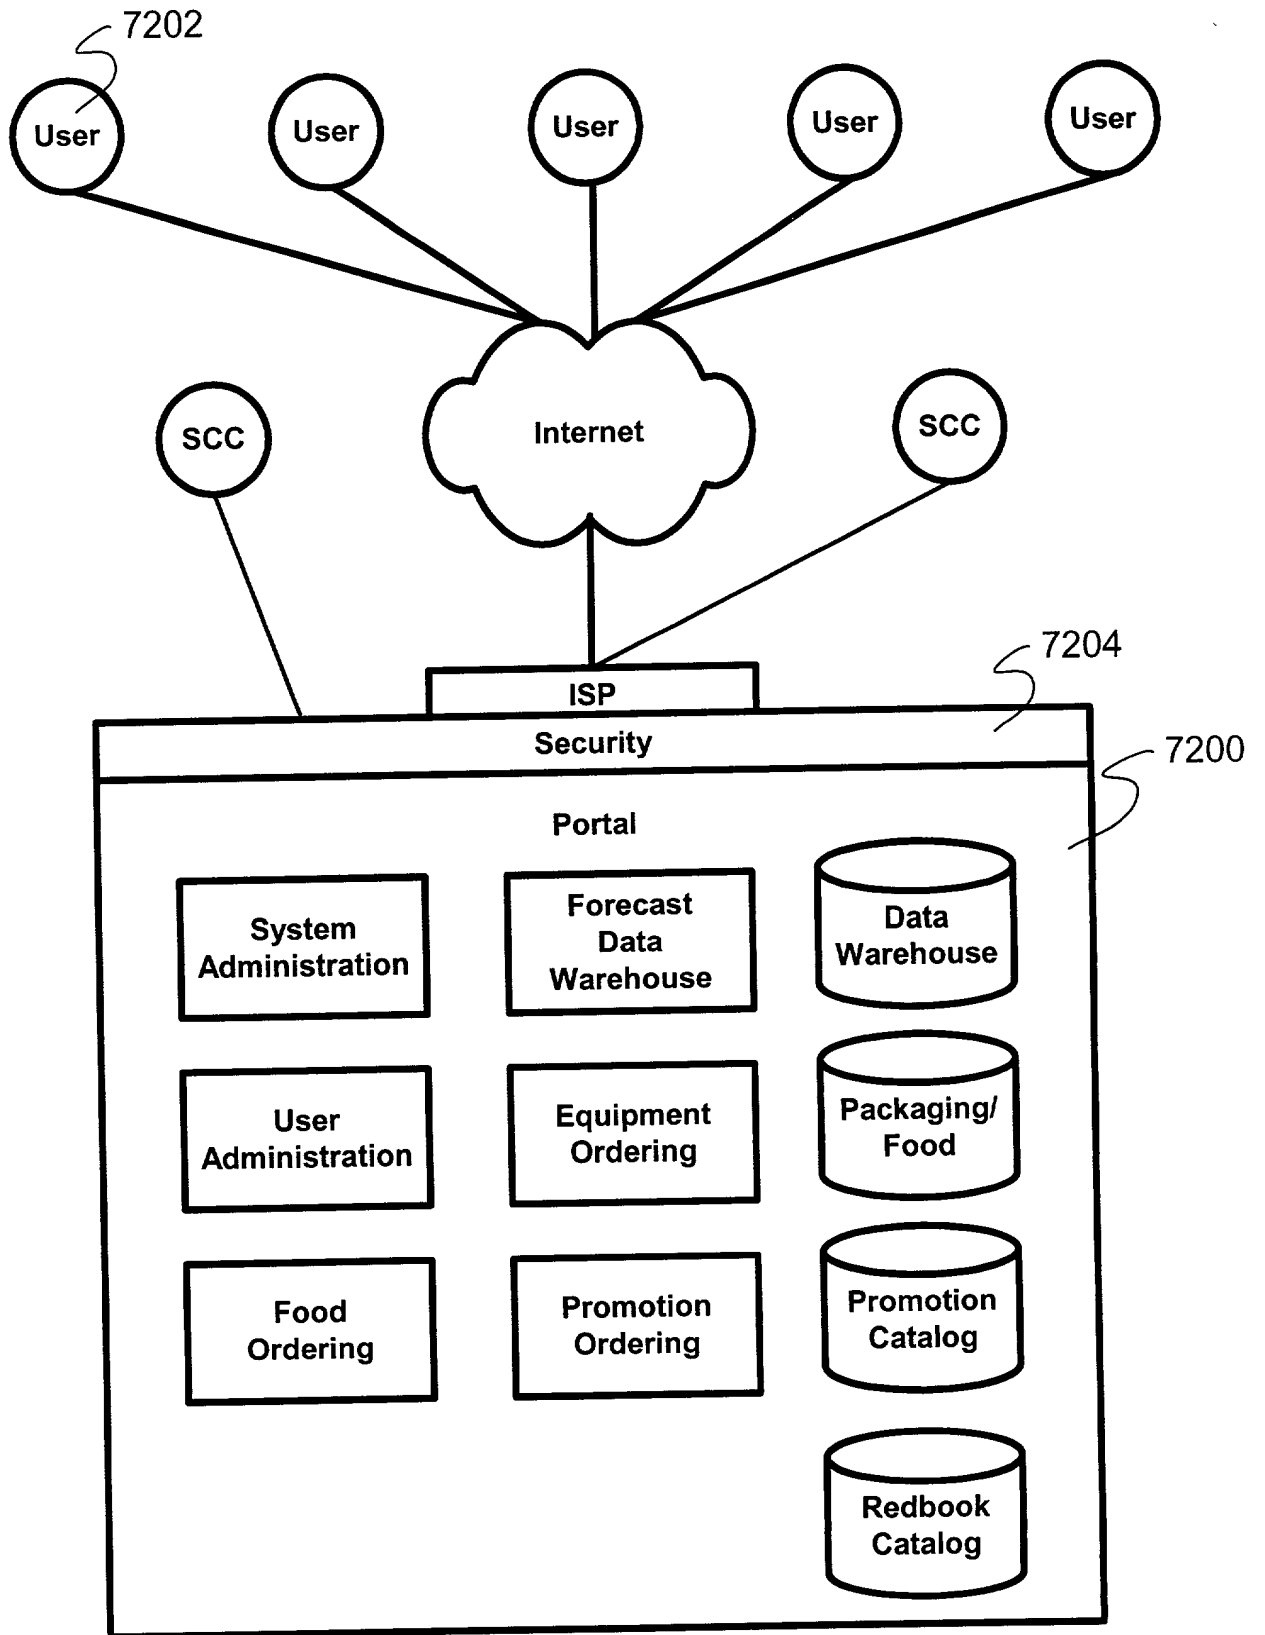 7202
User
User
User
User
User
Internet
SCC
SCC
7204
ISP
Security
7200
Portal
System
Administration
Forecast
Data
Warehouse
Data
Warehouse
User
Administration
Equipment
Ordering
Packaging/
Food
Food
Ordering
Promotion
Ordering
Promotion
Catalog
Redbook
Catalog